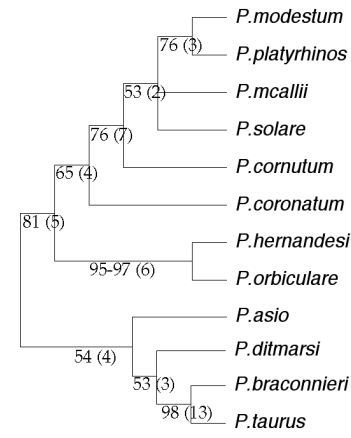 P.modestum
76 (3)
P.platyrhinos
53 (2)
P.mcallii
76 (7)
P.solare
65 (4)
P.cornutum
81 (5)
P.coronatum
95-97 (6)
P.hernandesi
P.orbiculare
54 (4)
P.asio
53 (3)
P.ditmarsi
98 (13)
P.braconnieri
P.taurus